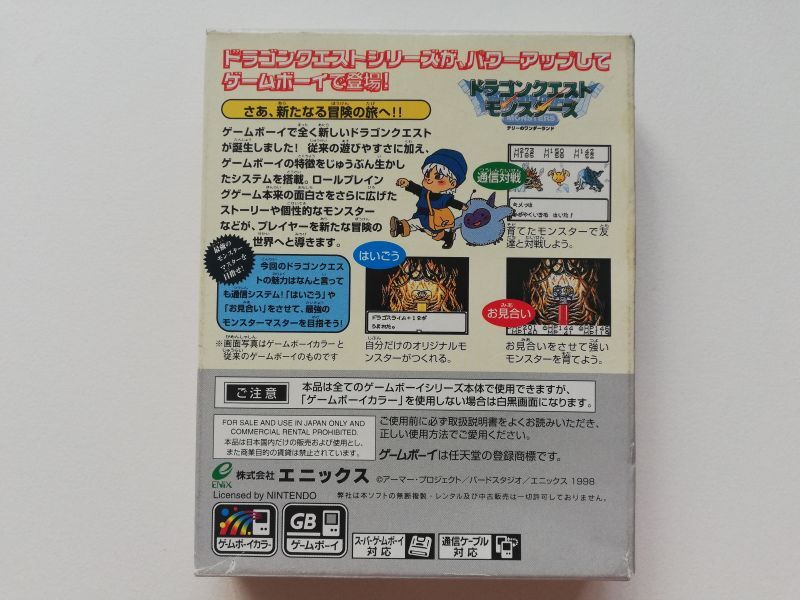 ドラゴンクエストシリーズが、パワーアップして
ゲームボーイで登場!
さあ、新たなる冒険の旅へ!!
ゲームボーイで全く新しいドラゴンクエスト
が誕生しました! 従来の遊びやすさに加え、
ゲームボーイの特徴をじゅうぶん生かし
たシステムを搭載。ロールプレイン
グゲーム本来の面白さをさらに広げた
ストーリーや個性的なモンスター
などが、プレイヤーを新たな冒険の
世界へと導きます。
ドラゴンクエスト
モンスターズ
MONSTERS
テリーのワンダーランド
通信対戦
育てたモンスターで友
達と対戦しよう。
最強の
モンスター
マスターを
目指せ!
今回のドラゴンクエス
トの魅力はなんと言って
も通信システム!「はいごう」や
「お見合い」をさせて、最強の
モンスターマスターを目指そう!
※画面写真はゲームボーイカラーと
従来のゲームボーイのものです
はいごう
ドラゴスライム+1が
うまれた。
自分だけのオリジナル
モンスターがつくれる。
お見合い
お見合いをさせて強い
モンスターを育てよう。
ご注意
本品は全てのゲームボーイシリーズ本体で使用できますが、
「ゲームボーイカラー」を使用しない場合は白黒画面になります。
FOR SALE AND USE IN JAPAN ONLY AND
COMMERCIAL RENTAL PROHIBITED.
本品は日本国内だけの販売および使用とし、
また商業目的の賃貸は禁止されています。
ご使用前に必ず取扱説明書をよくお読みいただき、
正しい使用方法でご愛用ください。
ゲームボーイは任天堂の登録商標です。
ENIX
株式会社 エニックス
©アーマー・プロジェクト/バードスタジオ/エニックス 1998
Licensed by NINTENDO
弊社は本ソフトの無断複製・レンタル及び中古販売は一切許可しておりません。
ゲームボーイカラー
GB
ゲームボーイ
スーパーゲームボーイ
対応
通信ケーブル
対応